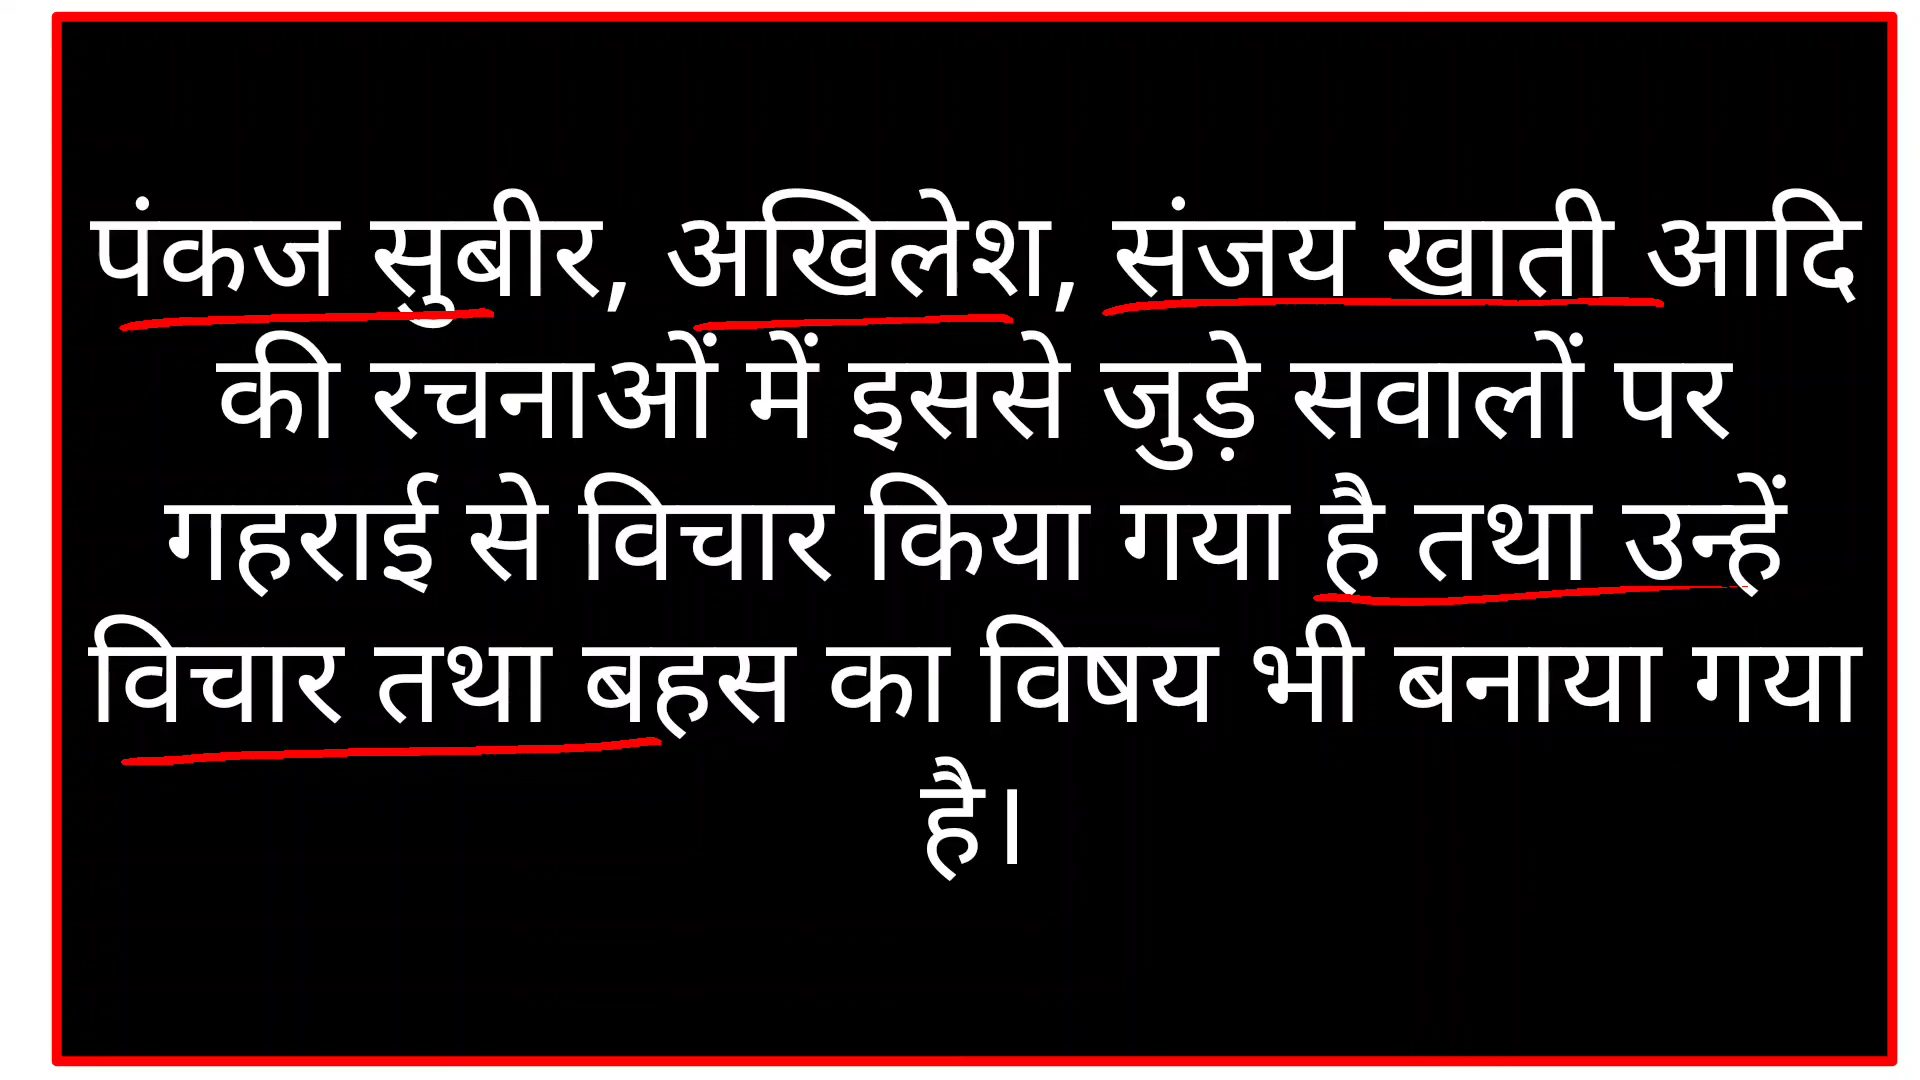 पंकज सुबीर, अखिलेश, संजय खाती आदि
की रचनाओं में इससे जुड़े सवालों पर
गहराई से विचार किया गया है तथा उन्हें
विचार तथा बहस का विषय भी बनाया गया
है।